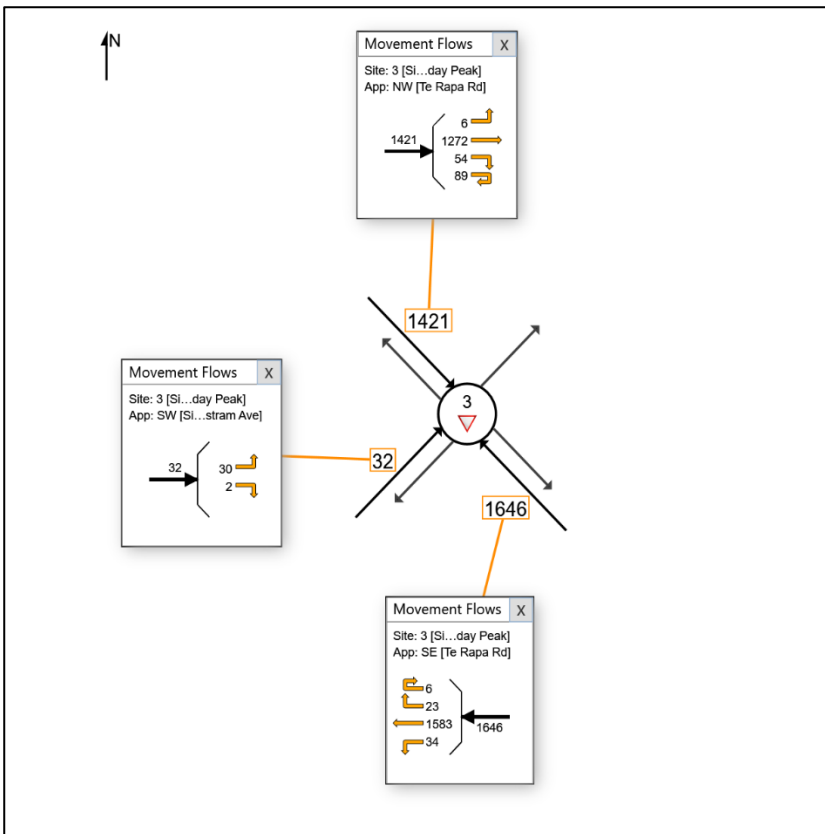 N
Movement Flows X
Site: 3 [Si...day Peak]
App: NW [Te Rapa Rd]
6
1421 1272
54
89
1421
Movement Flows X
Site: 3 [Si...day Peak]
App: SW [Si...stram Ave]
32 30
2
3
32
1646
Movement Flows X
Site: 3 [Si...day Peak]
App: SE [Te Rapa Rd]
6
23
1583 1646
34